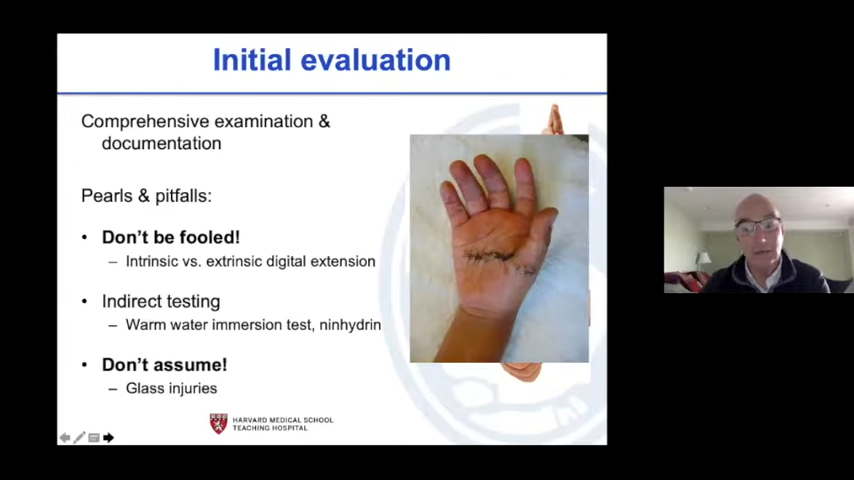 Initial evaluation
Comprehensive examination &
documentation
Pearls & pitfalls:
• Don't be fooled!
– Intrinsic vs. extrinsic digital extension
• Indirect testing
– Warm water immersion test, ninhydrin
• Don't assume!
– Glass injuries
HARVARD MEDICAL SCHOOL
TEACHING HOSPITAL